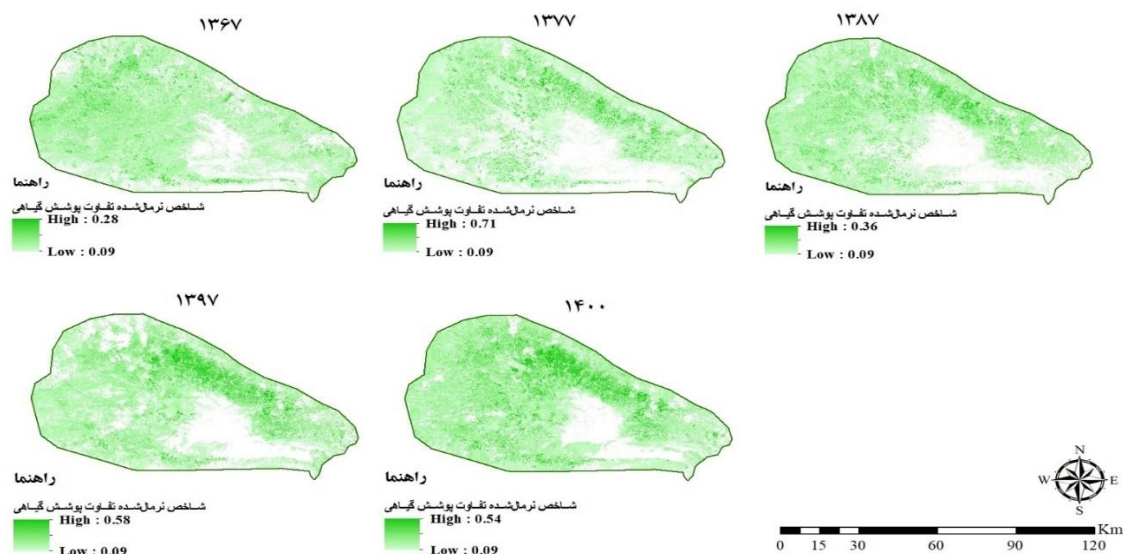 ۱۳۶۷
راهنما
شاخص نرمال‌شده تفاوت پوشش گیاهی
High : 0.28
Low : 0.09
۱۳۷۷
راهنما
شاخص نرمال‌شده تفاوت پوشش گیاهی
High : 0.71
Low : 0.09
۱۳۸۷
راهنما
شاخص نرمال‌شده تفاوت پوشش گیاهی
High : 0.36
Low : 0.09
۱۳۹۷
راهنما
شاخص نرمال‌شده تفاوت پوشش گیاهی
High : 0.58
Low : 0.09
۱۴۰۰
راهنما
شاخص نرمال‌شده تفاوت پوشش گیاهی
High : 0.54
Low : 0.09
N
W E
S
Km
0 15 30 60 90 120